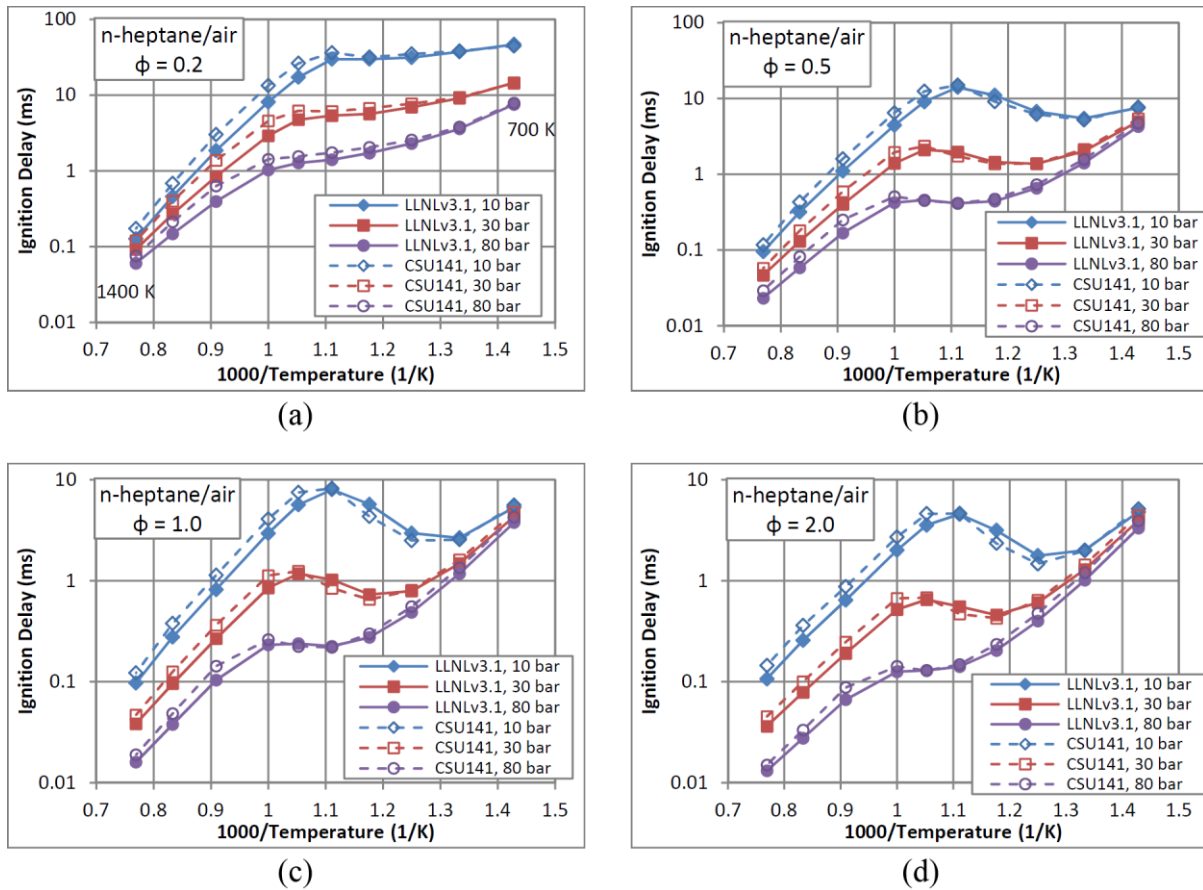 n-heptane/air
ϕ = 0.2
100
10
1
0.1
0.01
Ignition Delay (ms)
700 K
1400 K
LLNLv3.1, 10 bar
LLNLv3.1, 30 bar
LLNLv3.1, 80 bar
CSU141, 10 bar
CSU141, 30 bar
CSU141, 80 bar
0.7 0.8 0.9 1 1.1 1.2 1.3 1.4 1.5
1000/Temperature (1/K)
(a)
n-heptane/air
ϕ = 0.5
100
10
1
0.1
0.01
Ignition Delay (ms)
LLNLv3.1, 10 bar
LLNLv3.1, 30 bar
LLNLv3.1, 80 bar
CSU141, 10 bar
CSU141, 30 bar
CSU141, 80 bar
0.7 0.8 0.9 1 1.1 1.2 1.3 1.4 1.5
1000/Temperature (1/K)
(b)
n-heptane/air
ϕ = 1.0
10
1
0.1
0.01
Ignition Delay (ms)
LLNLv3.1, 10 bar
LLNLv3.1, 30 bar
LLNLv3.1, 80 bar
CSU141, 10 bar
CSU141, 30 bar
CSU141, 80 bar
0.7 0.8 0.9 1 1.1 1.2 1.3 1.4 1.5
1000/Temperature (1/K)
(c)
n-heptane/air
ϕ = 2.0
10
1
0.1
0.01
Ignition Delay (ms)
LLNLv3.1, 10 bar
LLNLv3.1, 30 bar
LLNLv3.1, 80 bar
CSU141, 10 bar
CSU141, 30 bar
CSU141, 80 bar
0.7 0.8 0.9 1 1.1 1.2 1.3 1.4 1.5
1000/Temperature (1/K)
(d)